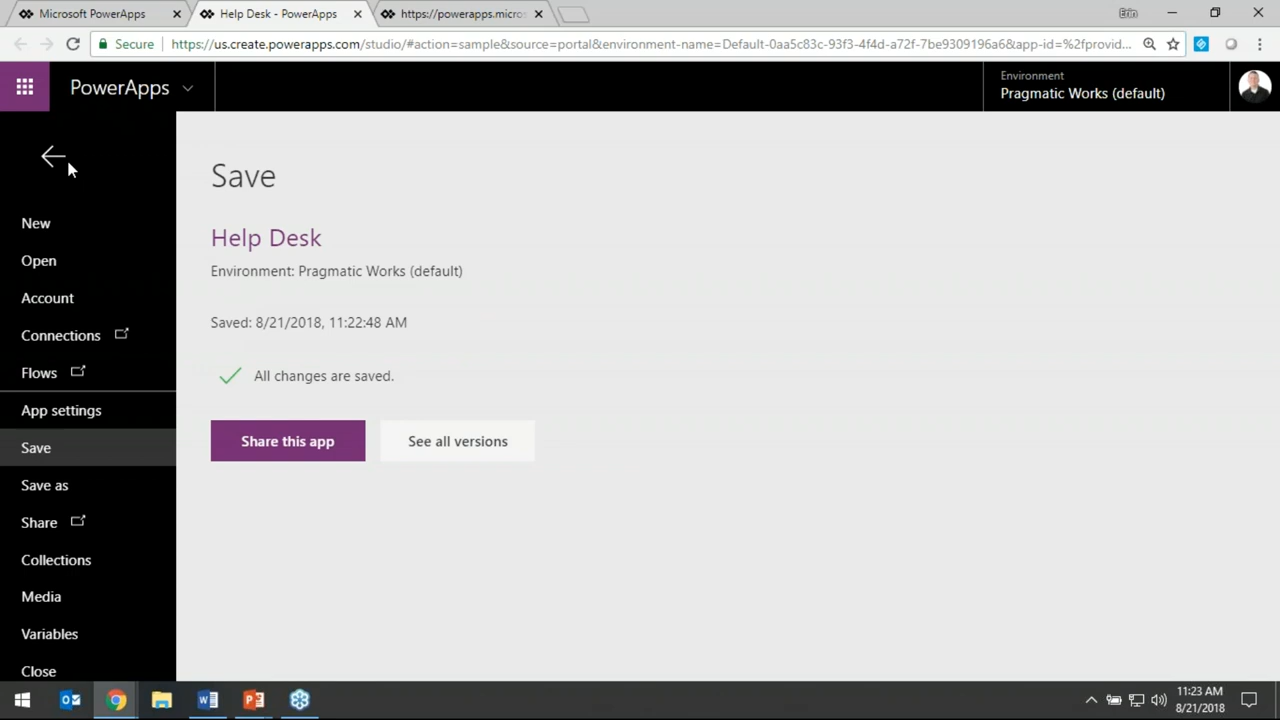 Microsoft PowerApps
Help Desk - PowerApps
https://powerapps.micros
Erin
Secure
https://us.create.powerapps.com/studio/#action=sample&source=portal&environment-name=Default-0aa5c83c-93f3-4f4d-a72f-7be9309196a6&app-id=%2fprovid...
PowerApps
Environment
Pragmatic Works (default)
New
Open
Account
Connections
Flows
App settings
Save
Save as
Share
Collections
Media
Variables
Close
Save
Help Desk
Environment: Pragmatic Works (default)
Saved: 8/21/2018, 11:22:48 AM
All changes are saved.
Share this app
See all versions
11:23 AM
8/21/2018